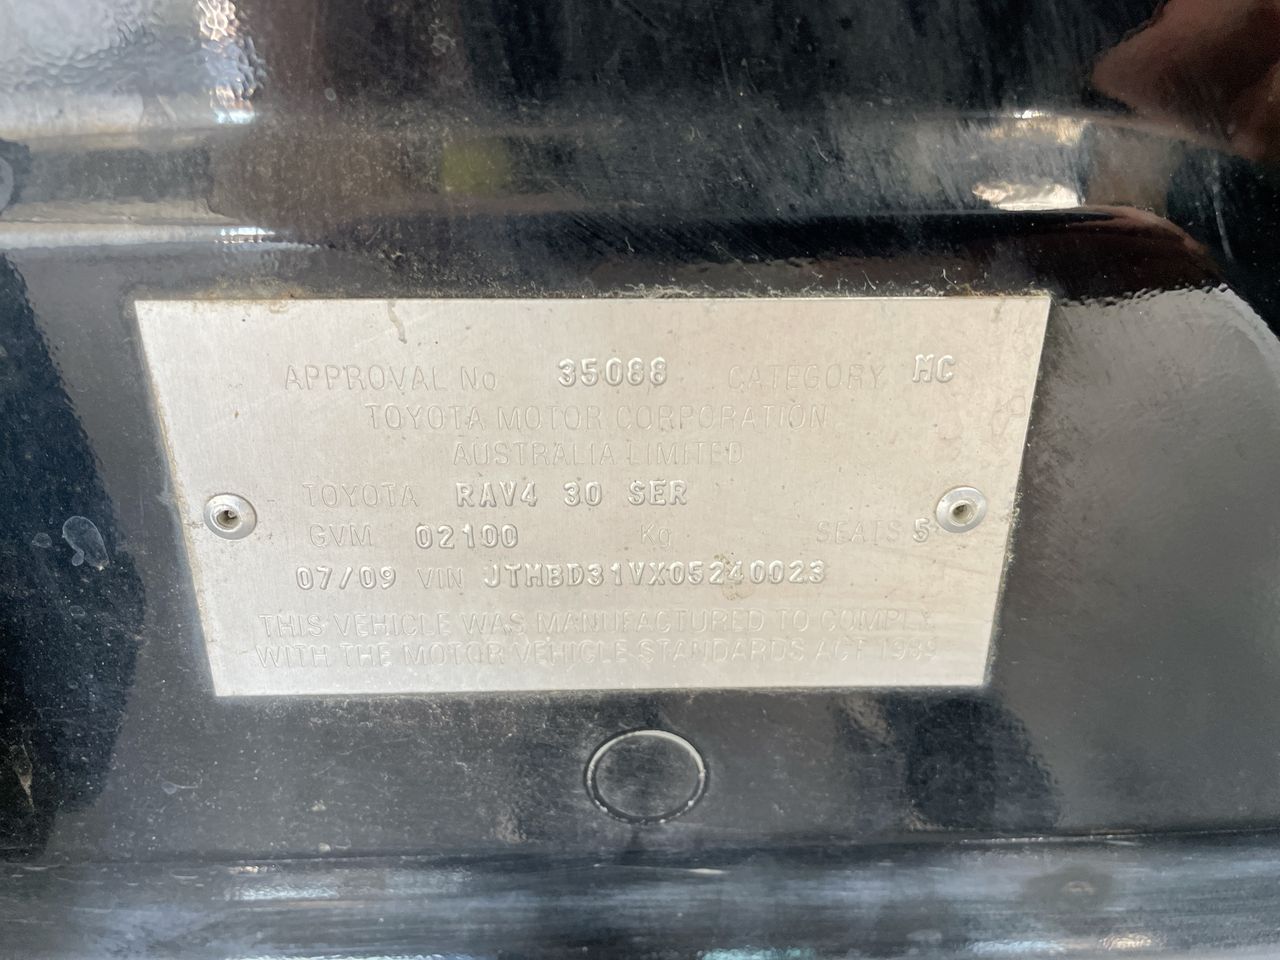 APPROVAL No 35088 CATEGORY MC
TOYOTA MOTOR CORPORATION
AUSTRALIA LIMITED
TOYOTA RAV4 30 SER
GVM 02100 Kg SEATS 5
07/09 VIN JTMBD31VX05240023
THIS VEHICLE WAS MANUFACTURED TO COMPLY
WITH THE MOTOR VEHICLE STANDARDS ACT 1989